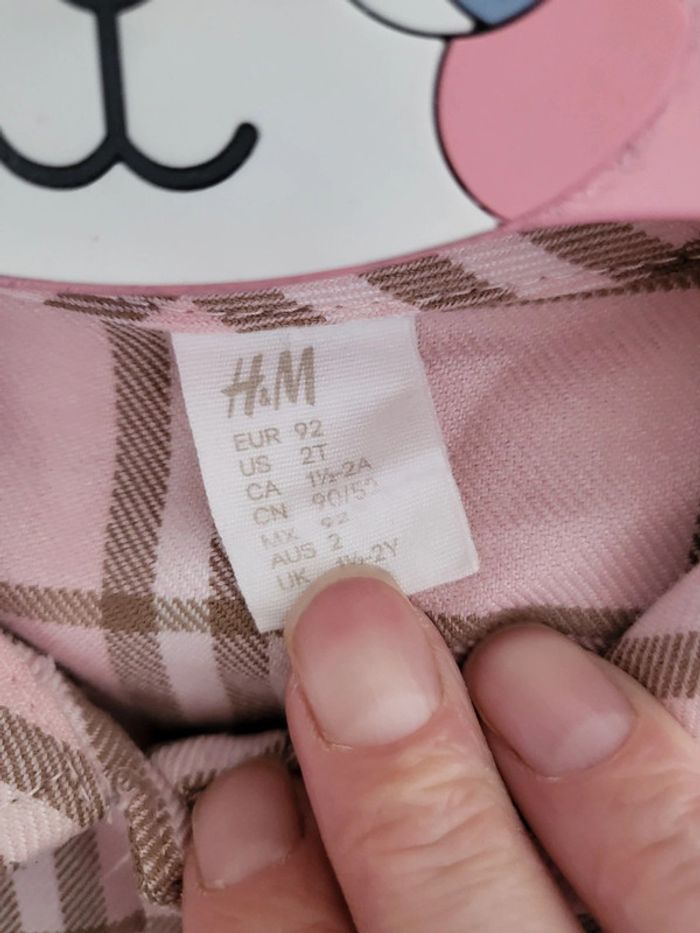 H&M
EUR 92
US 2T
CA 1½-2A
CN 90/52
MX 92
AUS 2
UK 1½-2Y